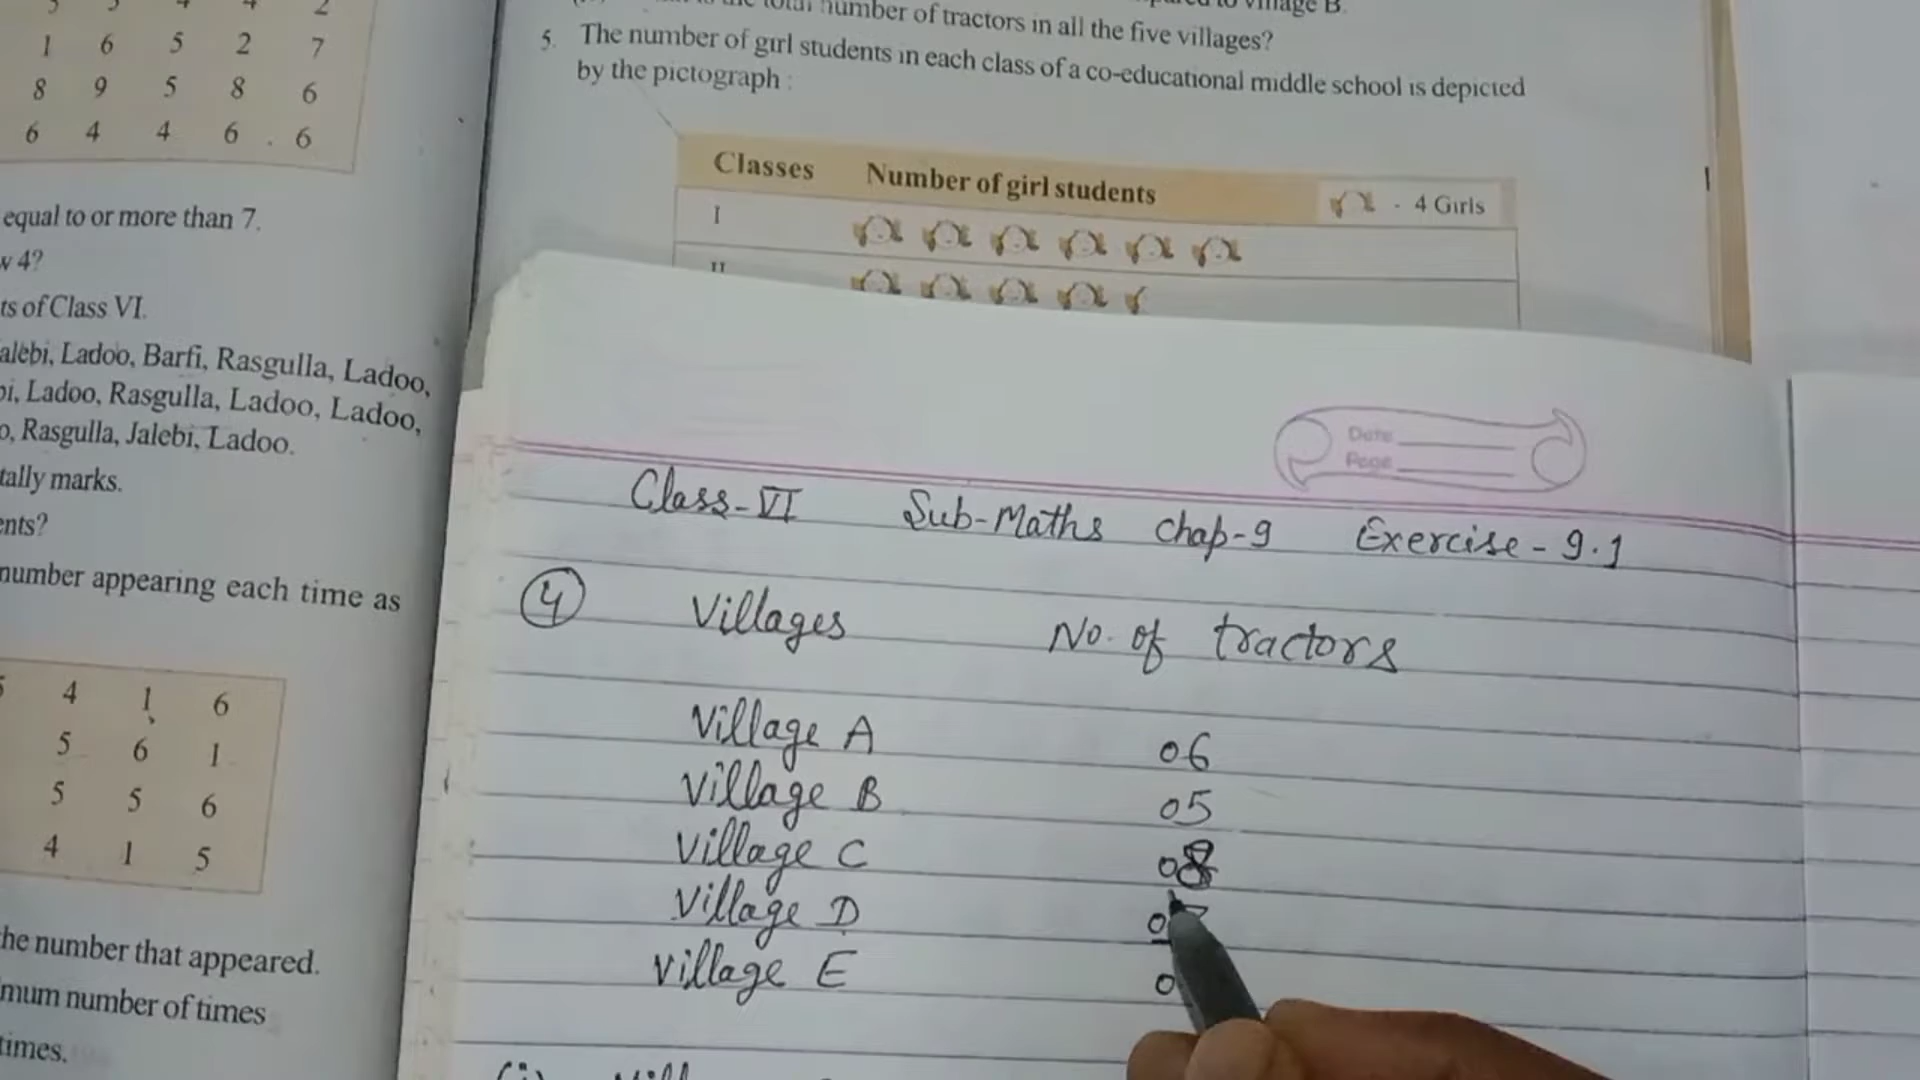 1 6 5 2 7
8 9 5 8 6
6 4 4 6 6
equal to or more than 7.
4?
ts of Class VI.
alebi, Ladoo, Barfi, Rasgulla, Ladoo,
bi, Ladoo, Rasgulla, Ladoo, Ladoo,
o, Rasgulla, Jalebi, Ladoo.
tally marks.
ents?
number appearing each time as
4 1 6
5 6 1
5 5 6
4 1 5
he number that appeared.
mum number of times
times.
total number of tractors in all the five villages?
5. The number of girl students in each class of a co-educational middle school is depicted
by the pictograph :
Classes Number of girl students - 4 Girls
I
II
Date
Page
Class-VI Sub-Maths Chap-9 Exercise-9.1
4 Villages No. of tractors
Village A 06
Village B 05
Village C 08
Village D 0
Village E 0